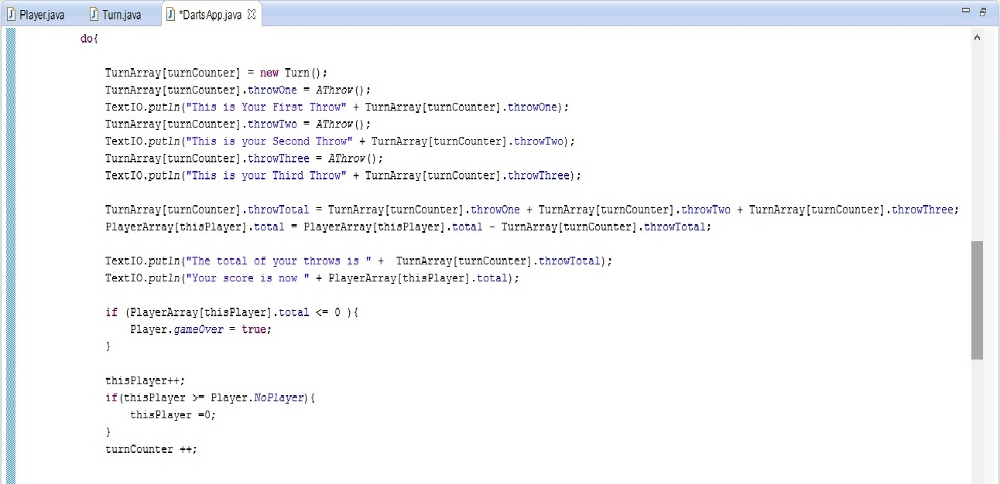 Player.java Turn.java *DartsApp.java
do{
TurnArray[turnCounter] = new Turn();
TurnArray[turnCounter].throwOne = AThrow();
TextIO.putln("This is Your First Throw" + TurnArray[turnCounter].throwOne);
TurnArray[turnCounter].throwTwo = AThrow();
TextIO.putln("This is your Second Throw" + TurnArray[turnCounter].throwTwo);
TurnArray[turnCounter].throwThree = AThrow();
TextIO.putln("This is your Third Throw" + TurnArray[turnCounter].throwThree);
TurnArray[turnCounter].throwTotal = TurnArray[turnCounter].throwOne + TurnArray[turnCounter].throwTwo + TurnArray[turnCounter].throwThree;
PlayerArray[thisPlayer].total = PlayerArray[thisPlayer].total - TurnArray[turnCounter].throwTotal;
TextIO.putln("The total of your throws is " +  TurnArray[turnCounter].throwTotal);
TextIO.putln("Your score is now " + PlayerArray[thisPlayer].total);
if (PlayerArray[thisPlayer].total <= 0 ){
Player.gameOver = true;
}
thisPlayer++;
if(thisPlayer >= Player.NoPlayer){
thisPlayer =0;
}
turnCounter ++;